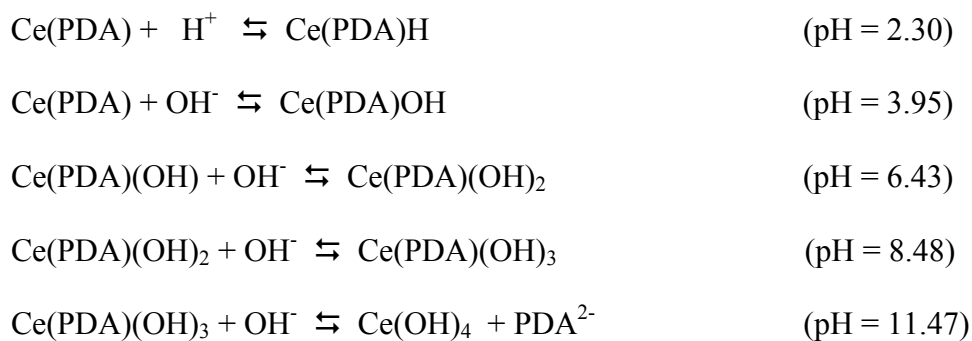 Ce(PDA) + H⁺ ⇆ Ce(PDA)H (pH = 2.30)
Ce(PDA) + OH⁻ ⇆ Ce(PDA)OH (pH = 3.95)
Ce(PDA)(OH) + OH⁻ ⇆ Ce(PDA)(OH)₂ (pH = 6.43)
Ce(PDA)(OH)₂ + OH⁻ ⇆ Ce(PDA)(OH)₃ (pH = 8.48)
Ce(PDA)(OH)₃ + OH⁻ ⇆ Ce(OH)₄ + PDA²⁻ (pH = 11.47)